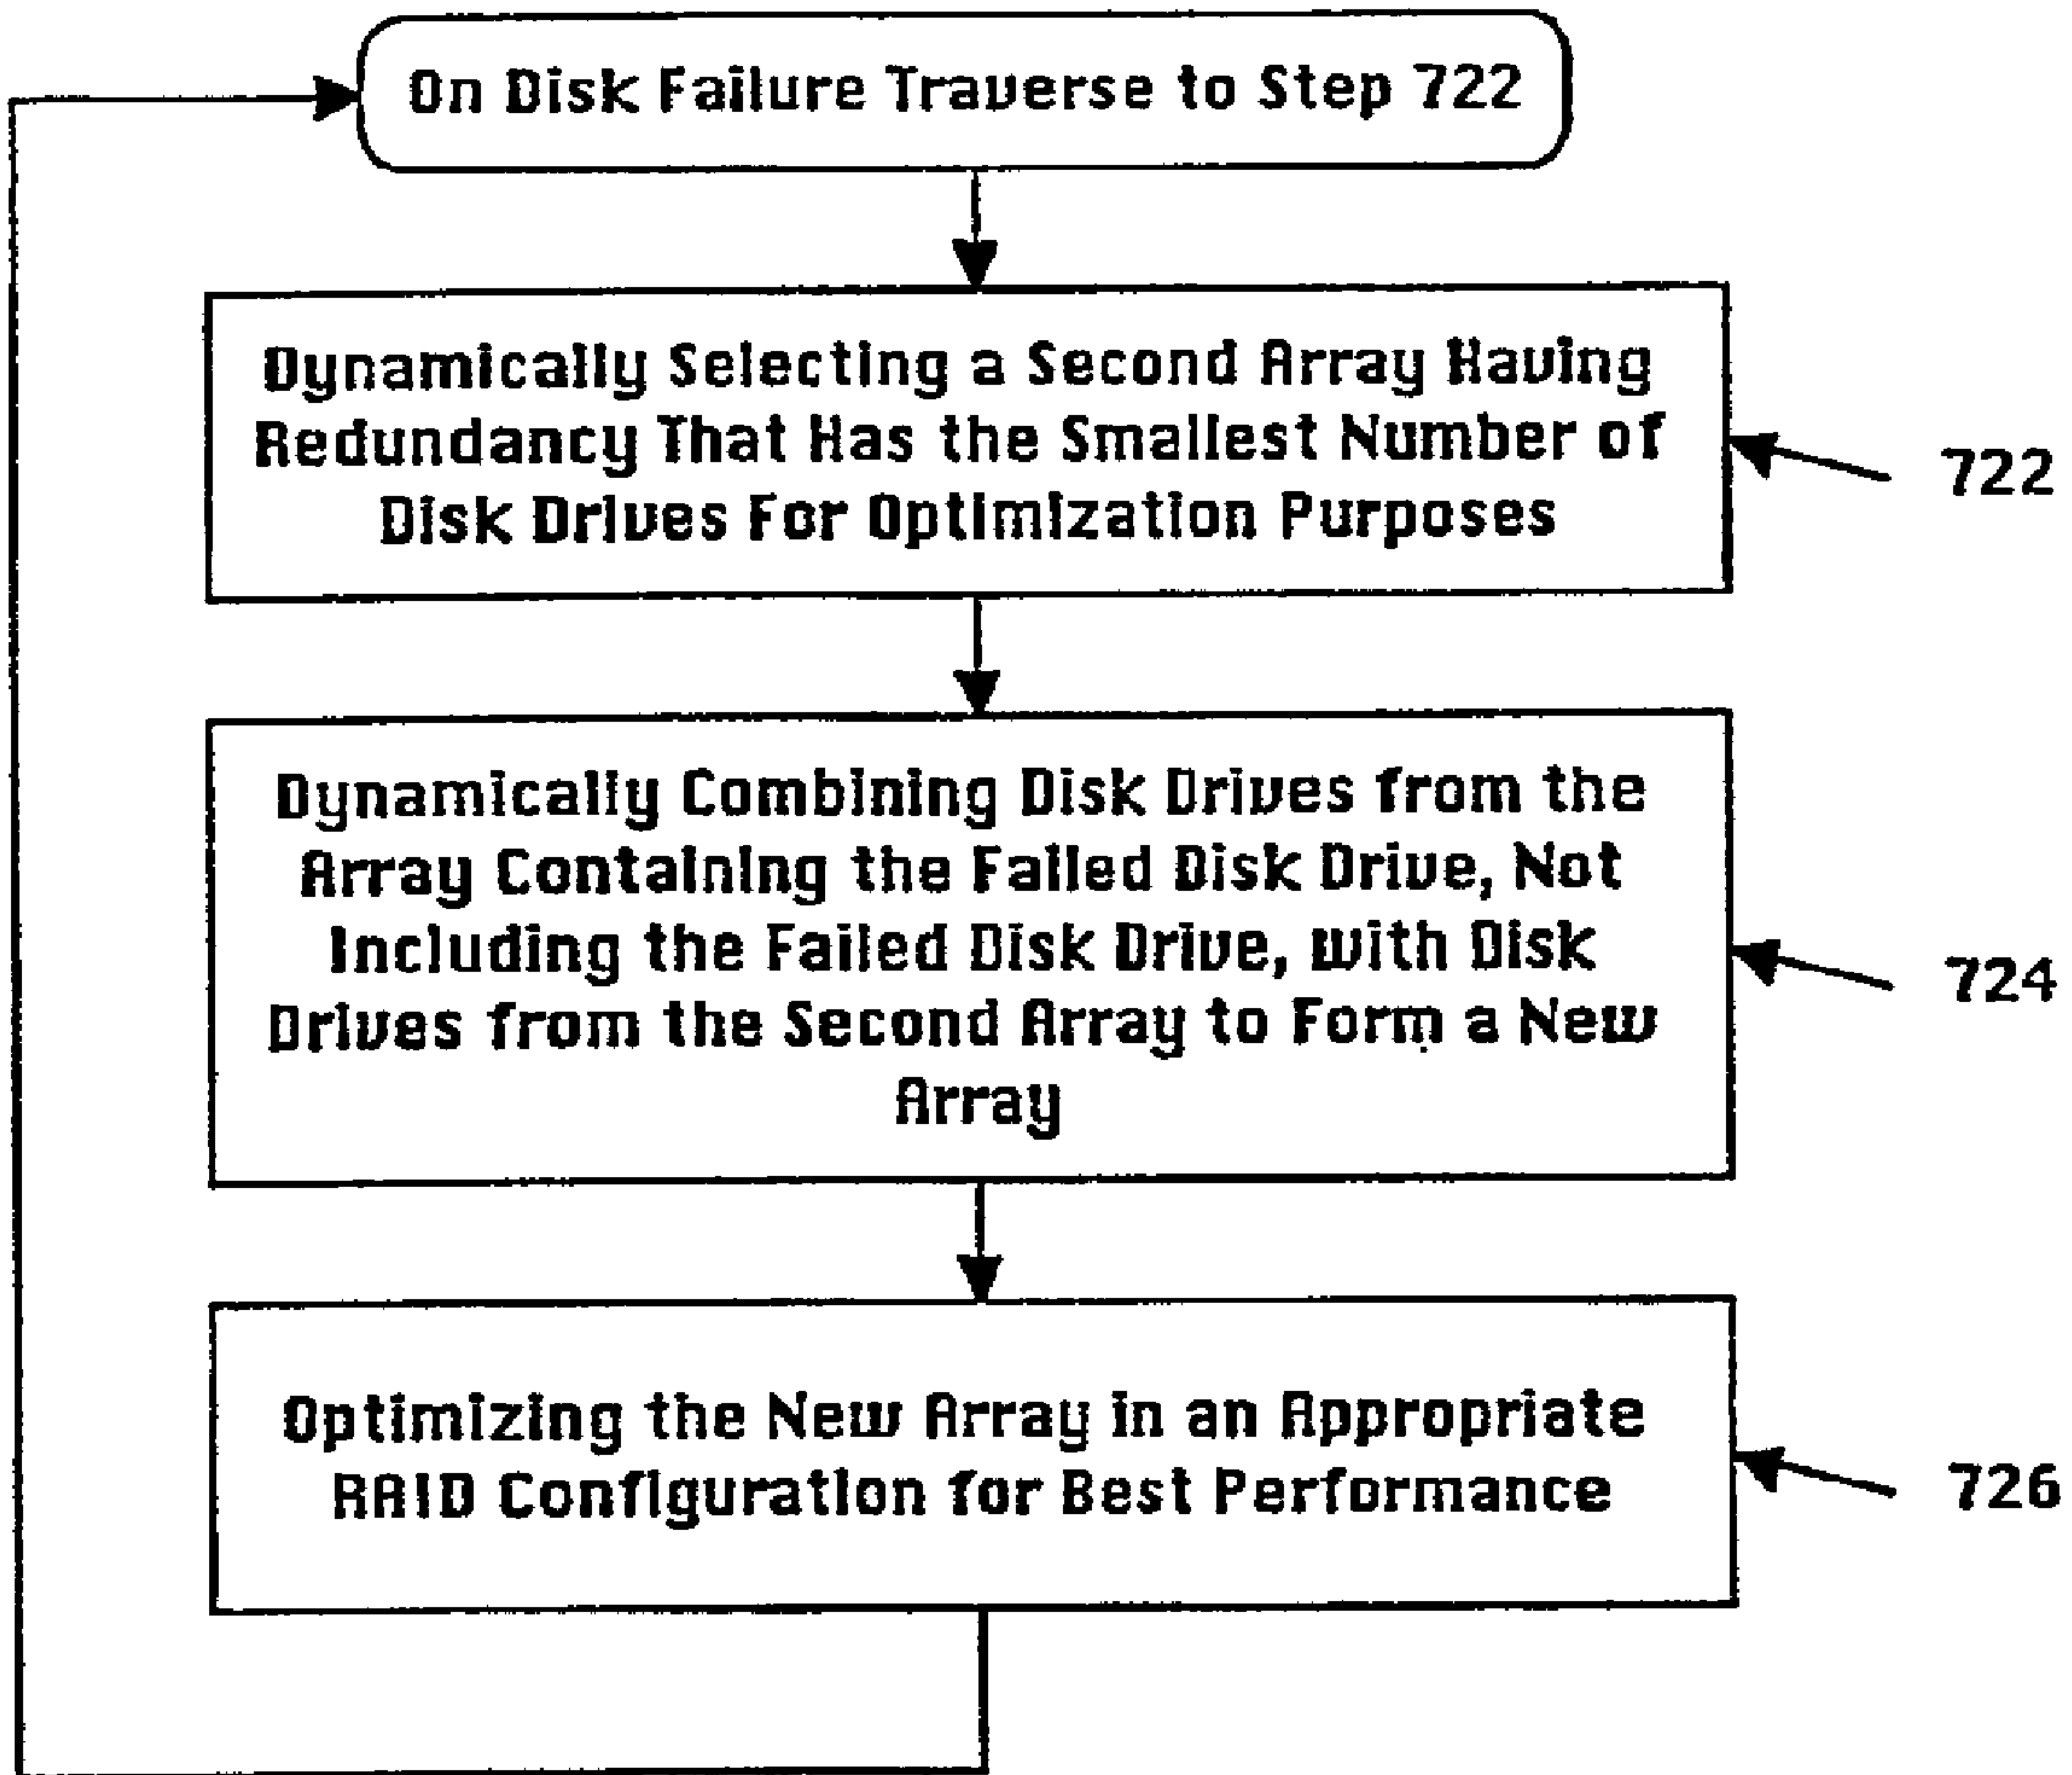 On Disk Failure Traverse to Step 722
Dynamically Selecting a Second Array Having
Redundancy That Has the Smallest Number of
Disk Drives For Optimization Purposes
722
Dynamically Combining Disk Drives from the
Array Containing the Failed Disk Drive, Not
Including the Failed Disk Drive, with Disk
Drives from the Second Array to Form a New
Array
724
Optimizing the New Array in an Appropriate
RAID Configuration for Best Performance
726